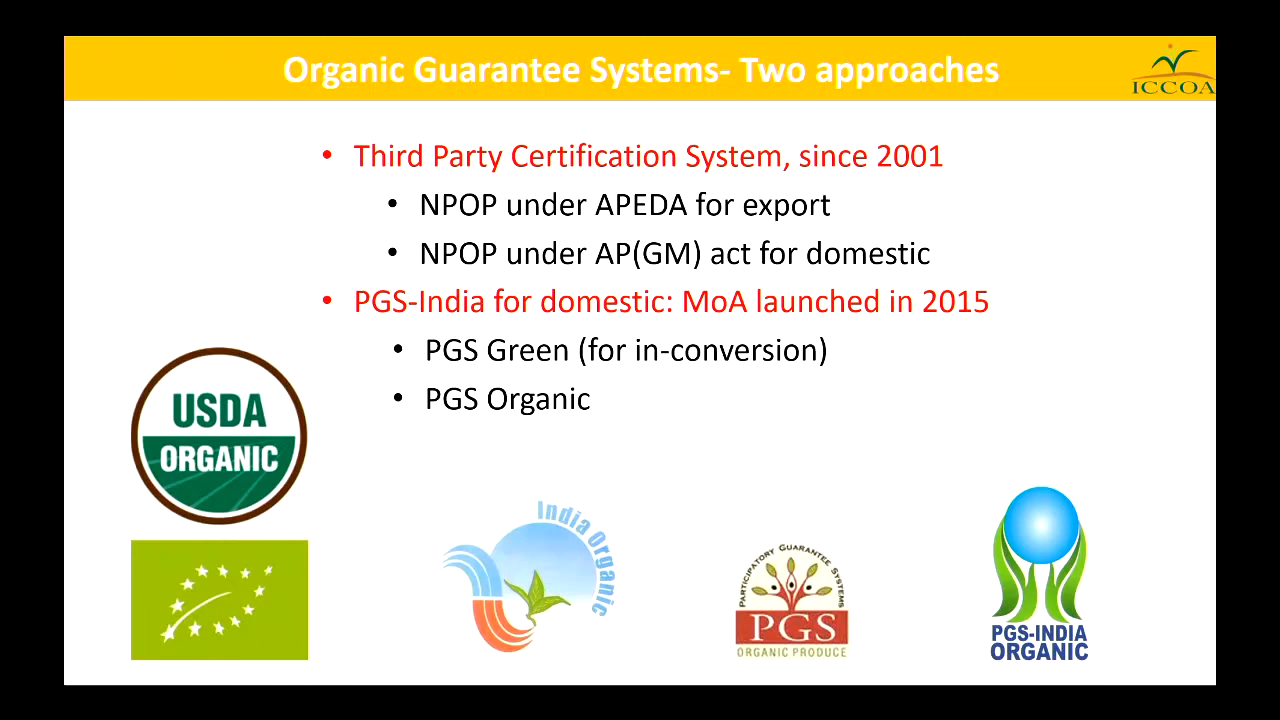 Organic Guarantee Systems- Two approaches
ICCOA
• Third Party Certification System, since 2001
• NPOP under APEDA for export
• NPOP under AP(GM) act for domestic
• PGS-India for domestic: MoA launched in 2015
• PGS Green (for in-conversion)
• PGS Organic
USDA
ORGANIC
India Organic
PARTICIPATORY GUARANTEE SYSTEMS
PGS
ORGANIC PRODUCE
PGS-INDIA
ORGANIC